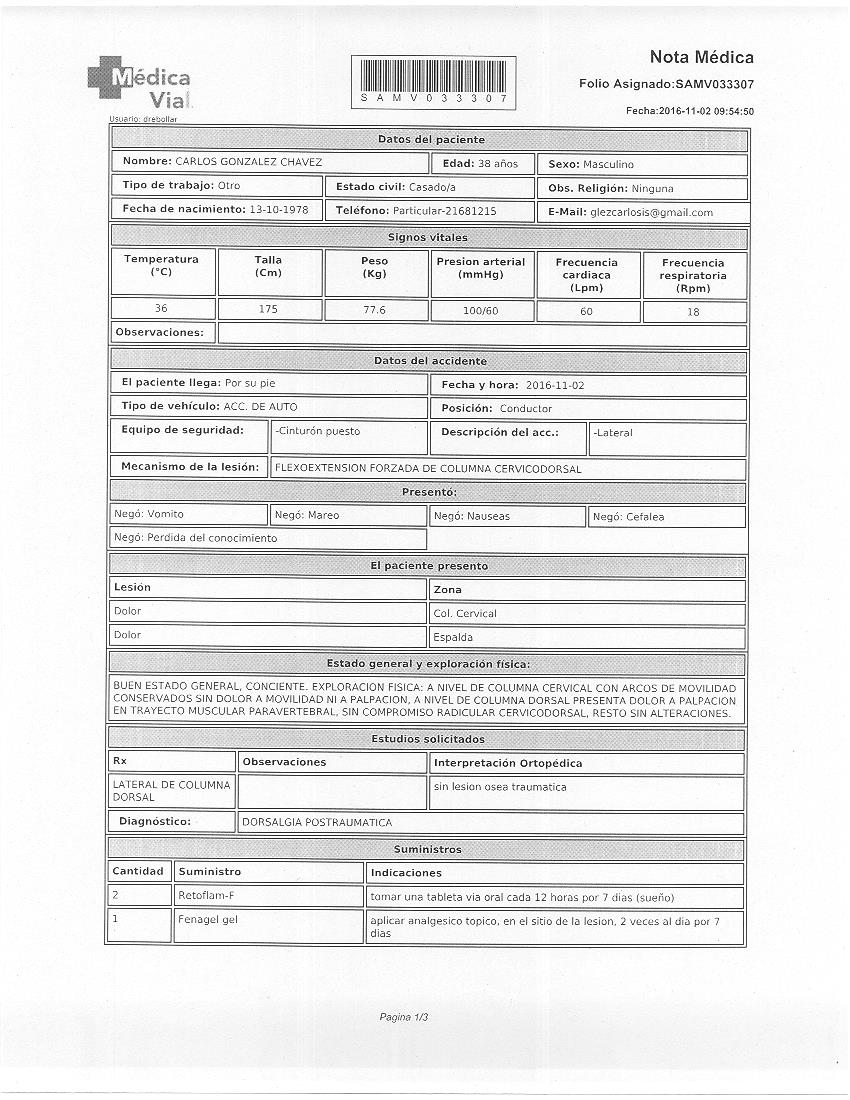 Médica
Vial
Usuario: drebollar
SAMV033307
Nota Médica
Folio Asignado:SAMV033307
Fecha:2016-11-02 09:54:50
Datos del paciente
Nombre: CARLOS GONZALEZ CHAVEZ Edad: 38 años Sexo: Masculino
Tipo de trabajo: Otro Estado civil: Casado/a Obs. Religión: Ninguna
Fecha de nacimiento: 13-10-1978 Teléfono: Particular-21681215 E-Mail: glezcarlosis@gmail.com
Signos vitales
Temperatura Talla Peso Presion arterial Frecuencia Frecuencia
(°C) (Cm) (Kg) (mmHg) cardiaca respiratoria
(Lpm) (Rpm)
36 175 77.6 100/60 60 18
Observaciones:
Datos del accidente
El paciente llega: Por su pie Fecha y hora: 2016-11-02
Tipo de vehículo: ACC. DE AUTO Posición: Conductor
Equipo de seguridad: -Cinturón puesto Descripción del acc.: -Lateral
Mecanismo de la lesión: FLEXOEXTENSION FORZADA DE COLUMNA CERVICODORSAL
Presentó:
Negó: Vomito Negó: Mareo Negó: Nauseas Negó: Cefalea
Negó: Perdida del conocimiento
El paciente presento
Lesión Zona
Dolor Col. Cervical
Dolor Espalda
Estado general y exploración física:
BUEN ESTADO GENERAL, CONCIENTE. EXPLORACION FISICA: A NIVEL DE COLUMNA CERVICAL CON ARCOS DE MOVILIDAD
CONSERVADOS SIN DOLOR A MOVILIDAD NI A PALPACION, A NIVEL DE COLUMNA DORSAL PRESENTA DOLOR A PALPACION
EN TRAYECTO MUSCULAR PARAVERTEBRAL, SIN COMPROMISO RADICULAR CERVICODORSAL, RESTO SIN ALTERACIONES.
Estudios solicitados
Rx Observaciones Interpretación Ortopédica
LATERAL DE COLUMNA sin lesion osea traumatica
DORSAL
Diagnóstico: DORSALGIA POSTRAUMATICA
Suministros
Cantidad Suministro Indicaciones
2 Retoflam-F tomar una tableta via oral cada 12 horas por 7 dias (sueño)
1 Fenagel gel aplicar analgesico topico, en el sitio de la lesion, 2 veces al dia por 7
dias
Pagina 1/3